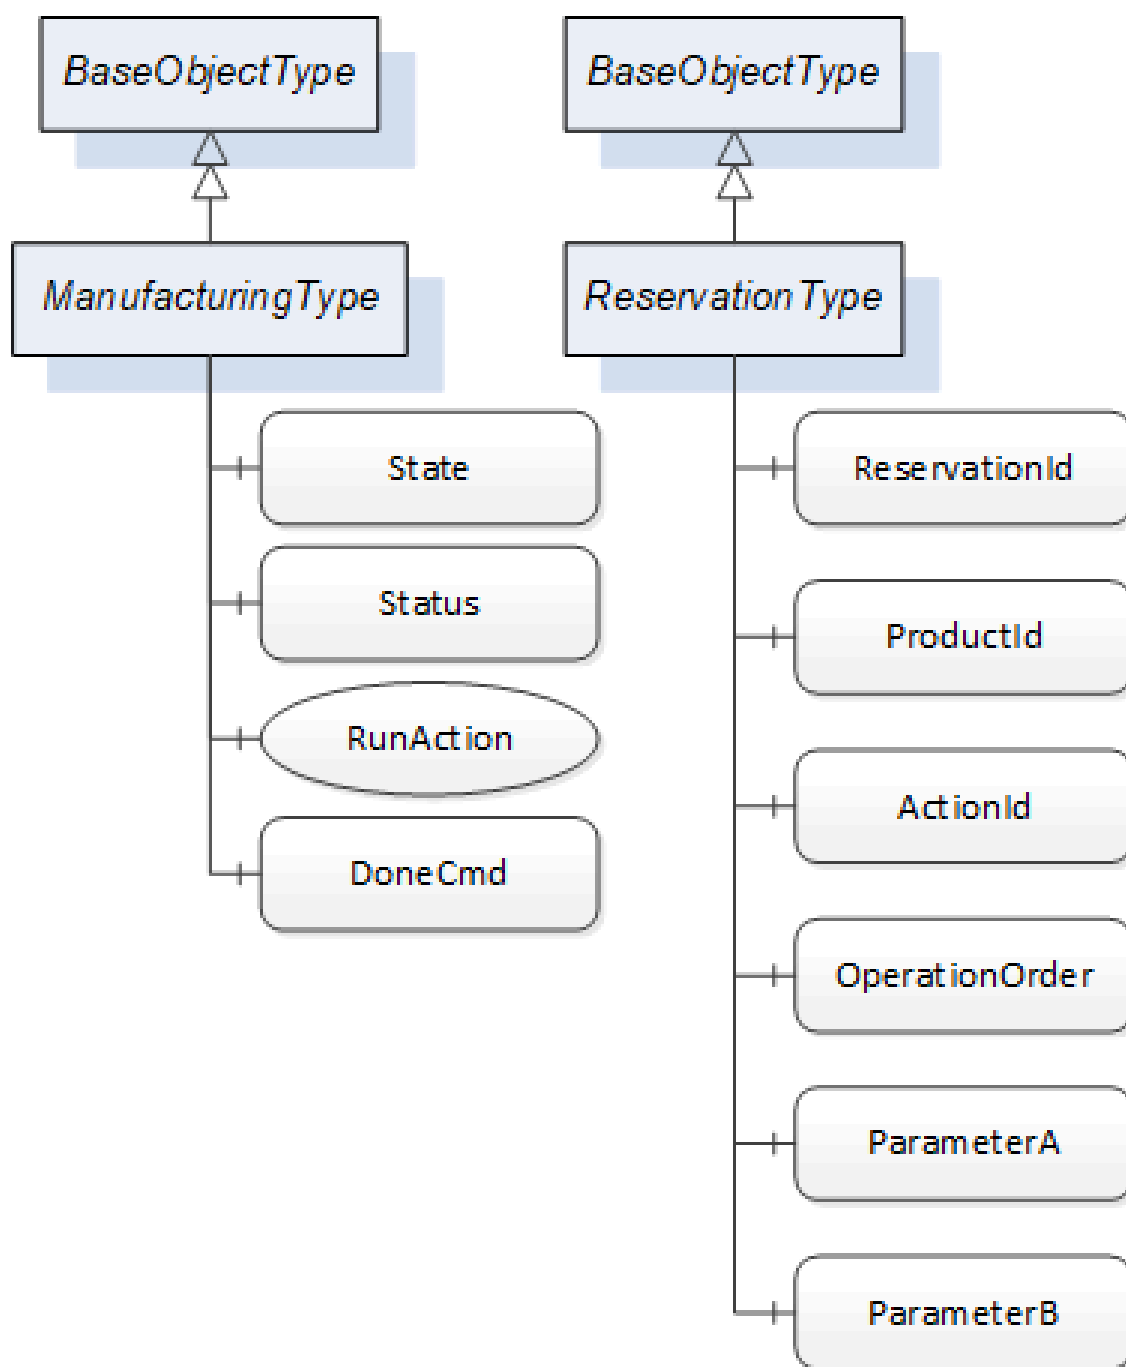 BaseObjectType
ManufacturingType
State
Status
RunAction
DoneCmd
BaseObjectType
ReservationType
ReservationId
ProductId
ActionId
OperationOrder
ParameterA
ParameterB